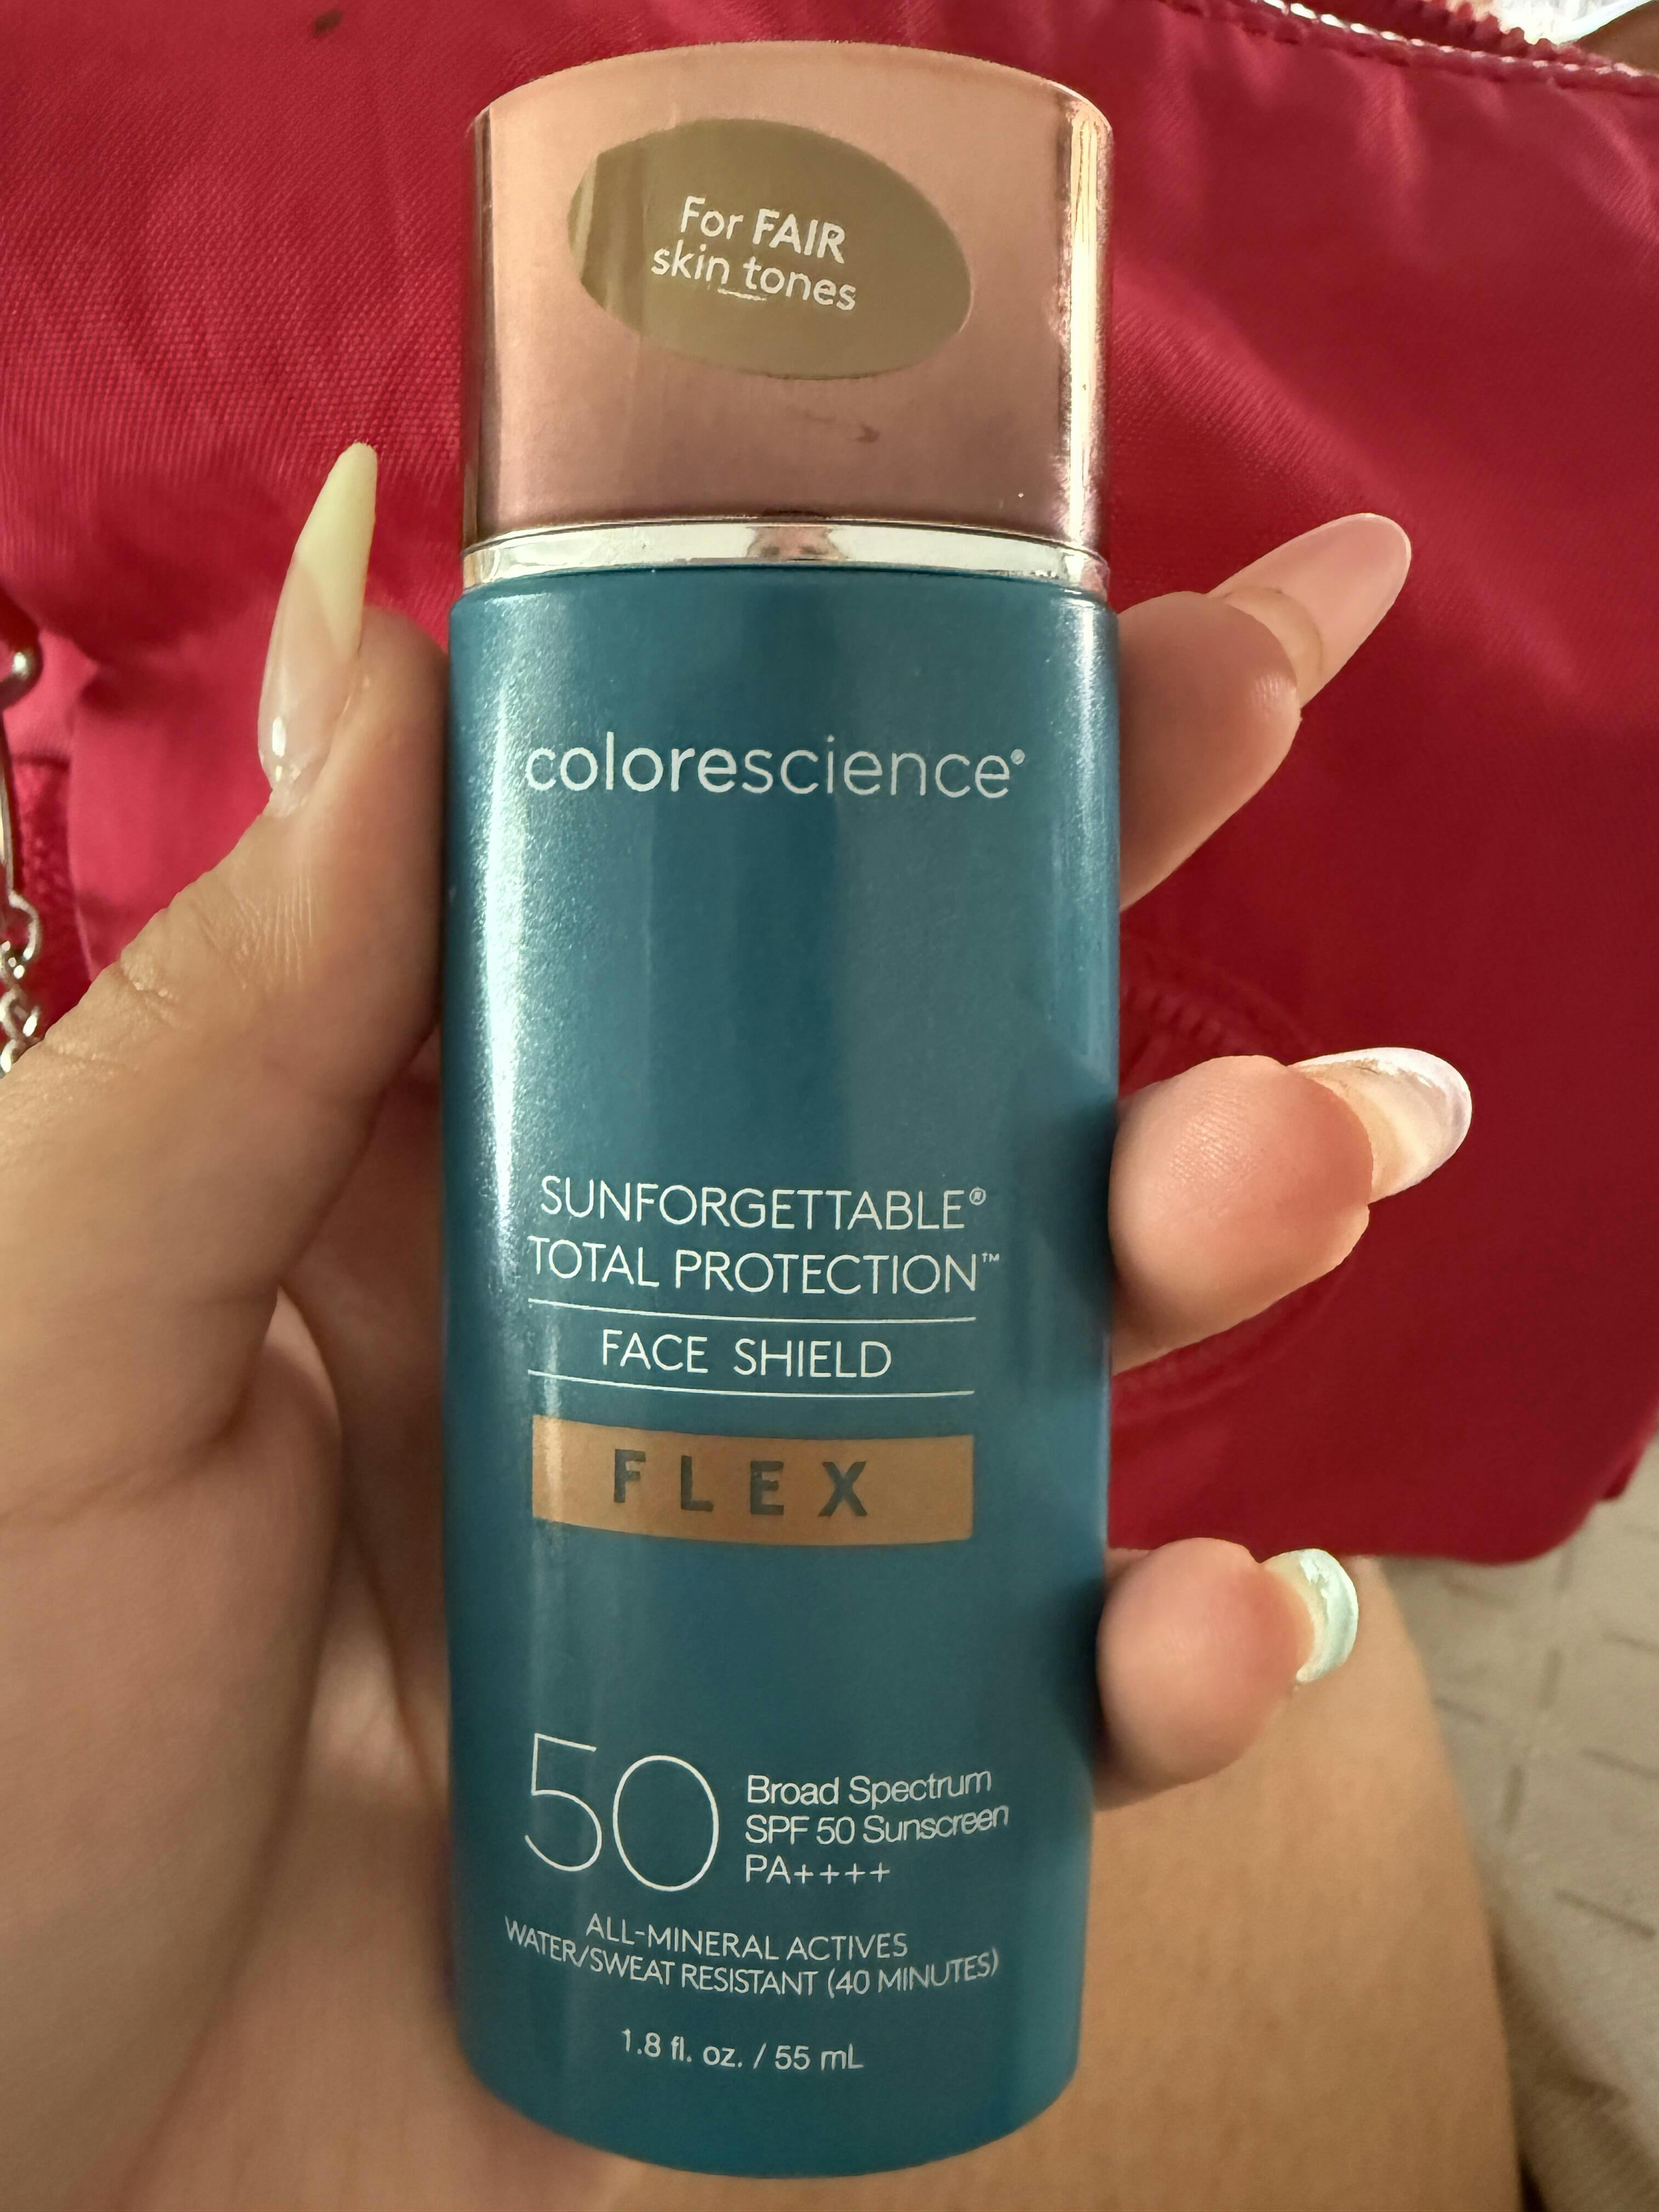 For FAIR
skin tones
colorescience®
SUNFORGETTABLE®
TOTAL PROTECTION™
FACE SHIELD
FLEX
50
Broad Spectrum
SPF 50 Sunscreen
PA++++
ALL-MINERAL ACTIVES
WATER/SWEAT RESISTANT (40 MINUTES)
1.8 fl. oz. / 55 mL